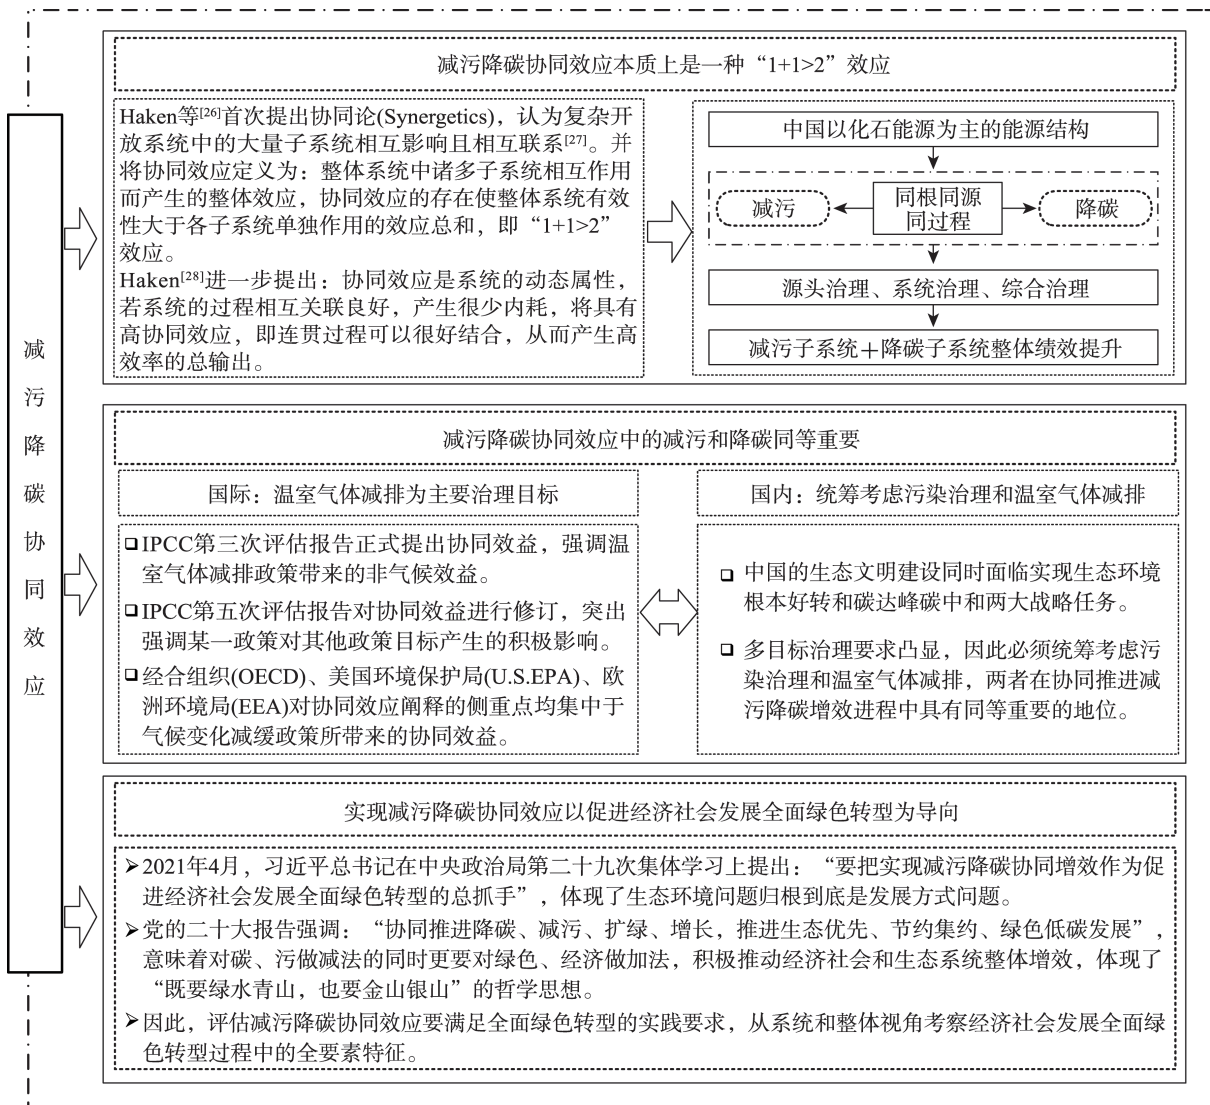 减污降碳协同效应
减污降碳协同效应本质上是一种“1+1>2”效应
Haken等[26]首次提出协同论(Synergetics)，认为复杂开
放系统中的大量子系统相互影响且相互联系[27]。并
将协同效应定义为：整体系统中诸多子系统相互作用
而产生的整体效应，协同效应的存在使整体系统有效
性大于各子系统单独作用的效应总和，即“1+1>2”
效应。
Haken[28]进一步提出：协同效应是系统的动态属性，
若系统的过程相互关联良好，产生很少内耗，将具有
高协同效应，即连贯过程可以很好结合，从而产生高
效率的总输出。
中国以化石能源为主的能源结构
减污
同根同源
同过程
降碳
源头治理、系统治理、综合治理
减污子系统＋降碳子系统整体绩效提升
减污降碳协同效应中的减污和降碳同等重要
国际：温室气体减排为主要治理目标
IPCC第三次评估报告正式提出协同效益，强调温
室气体减排政策带来的非气候效益。
IPCC第五次评估报告对协同效益进行修订，突出
强调某一政策对其他政策目标产生的积极影响。
经合组织(OECD)、美国环境保护局(U.S.EPA)、欧
洲环境局(EEA)对协同效应阐释的侧重点均集中于
气候变化减缓政策所带来的协同效益。
国内：统筹考虑污染治理和温室气体减排
中国的生态文明建设同时面临实现生态环境
根本好转和碳达峰碳中和两大战略任务。
多目标治理要求凸显，因此必须统筹考虑污
染治理和温室气体减排，两者在协同推进减
污降碳增效进程中具有同等重要的地位。
实现减污降碳协同效应以促进经济社会发展全面绿色转型为导向
2021年4月，习近平总书记在中央政治局第二十九次集体学习上提出：“要把实现减污降碳协同增效作为促
进经济社会发展全面绿色转型的总抓手”，体现了生态环境问题归根到底是发展方式问题。
党的二十大报告强调：“协同推进降碳、减污、扩绿、增长，推进生态优先、节约集约、绿色低碳发展”，
意味着对碳、污做减法的同时更要对绿色、经济做加法，积极推动经济社会和生态系统整体增效，体现了
“既要绿水青山，也要金山银山”的哲学思想。
因此，评估减污降碳协同效应要满足全面绿色转型的实践要求，从系统和整体视角考察经济社会发展全面绿
色转型过程中的全要素特征。